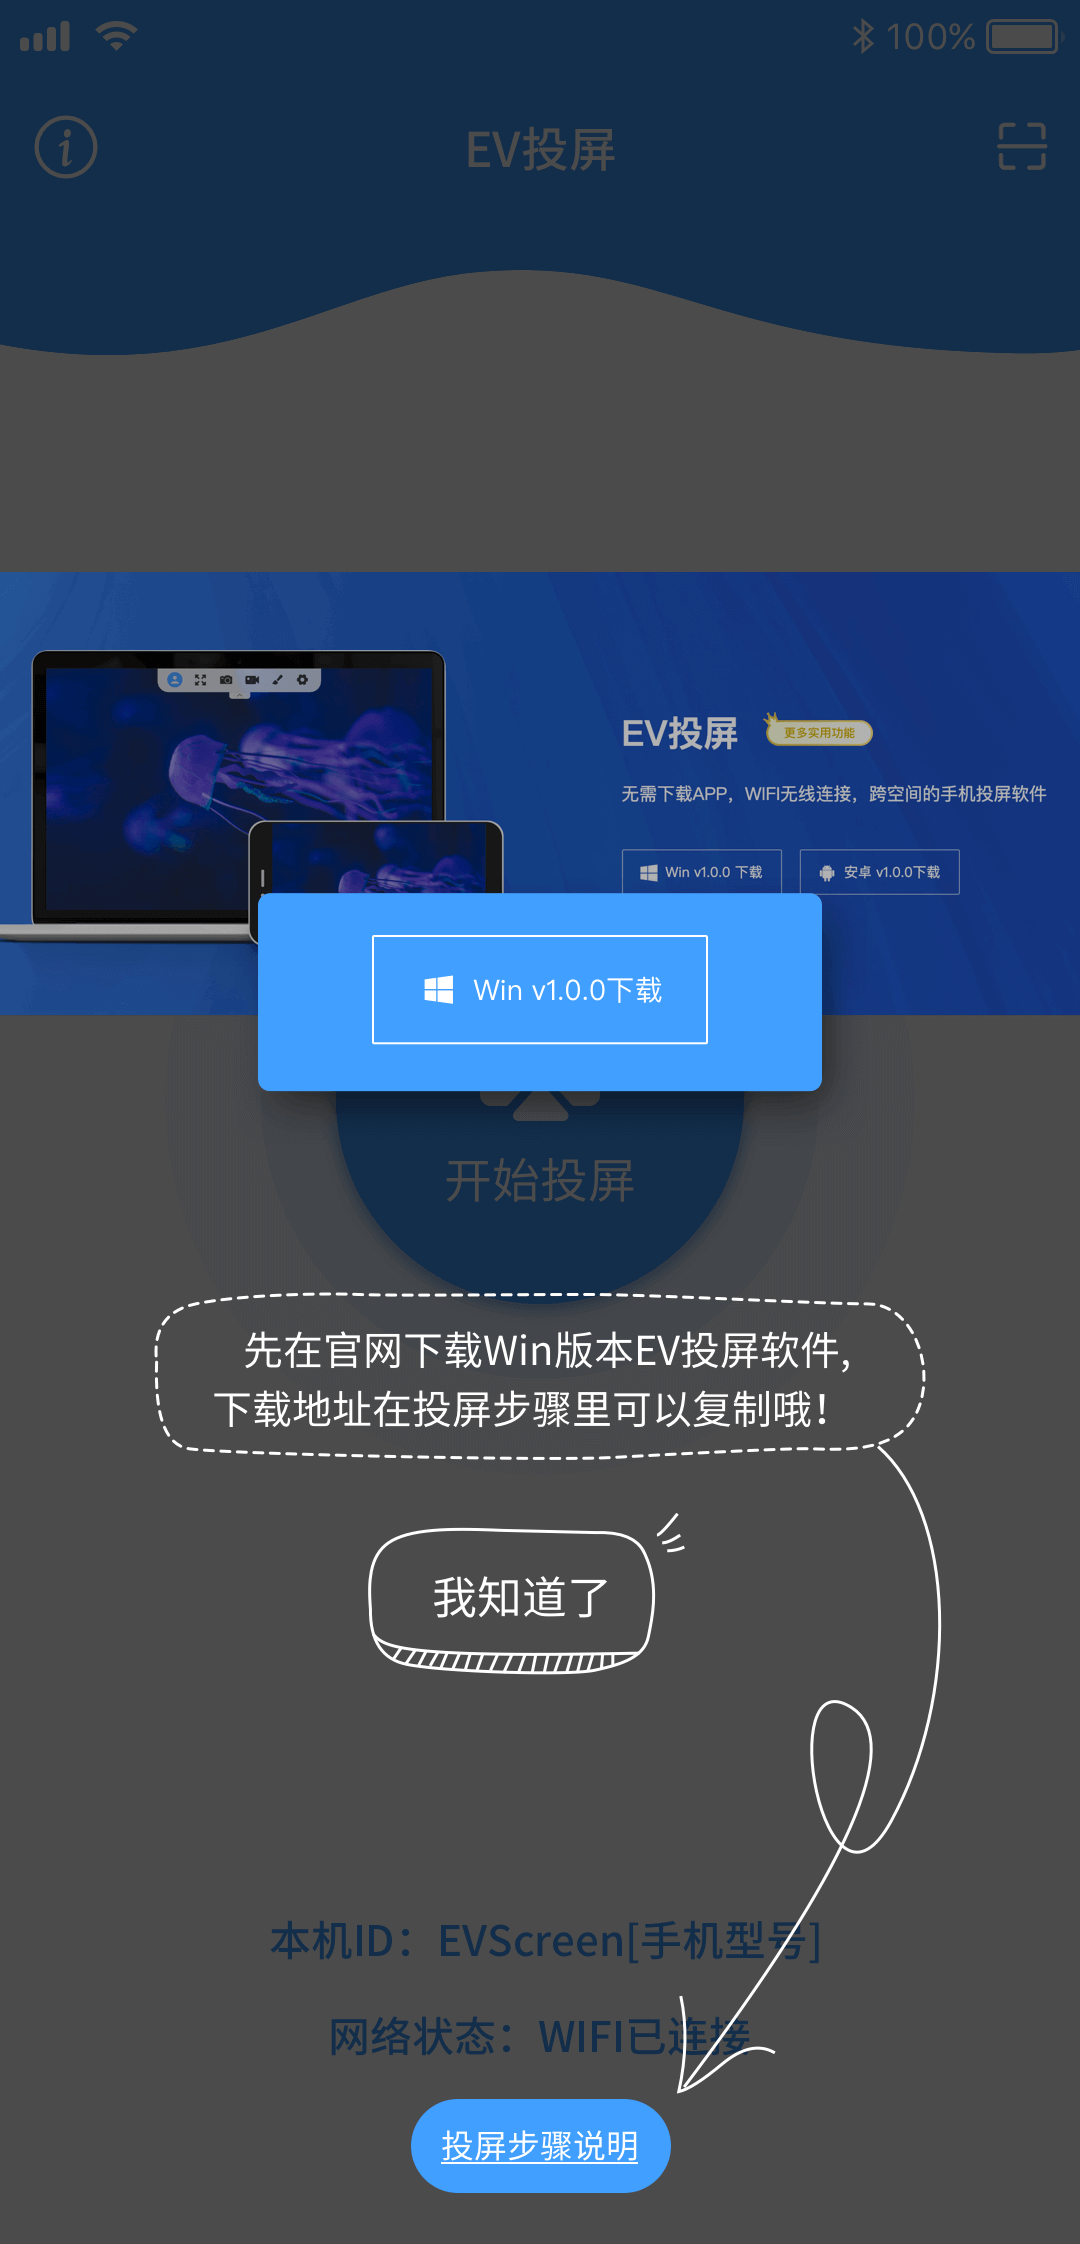 100%
EV投屏
EV投屏
更多实用功能
无需下载APP，WIFI无线连接，跨空间的手机投屏软件
Win v1.0.0 下载
安卓 v1.0.0下载
Win v1.0.0下载
开始投屏
先在官网下载Win版本EV投屏软件,
下载地址在投屏步骤里可以复制哦！
我知道了
本机ID：EVScreen[手机型号]
网络状态：WIFI已连接
投屏步骤说明